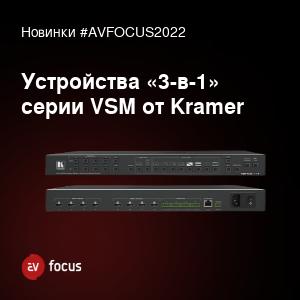 Новинки #AVFOCUS2022
Устройства «3-в-1»
серии VSM от Kramer
AV focus